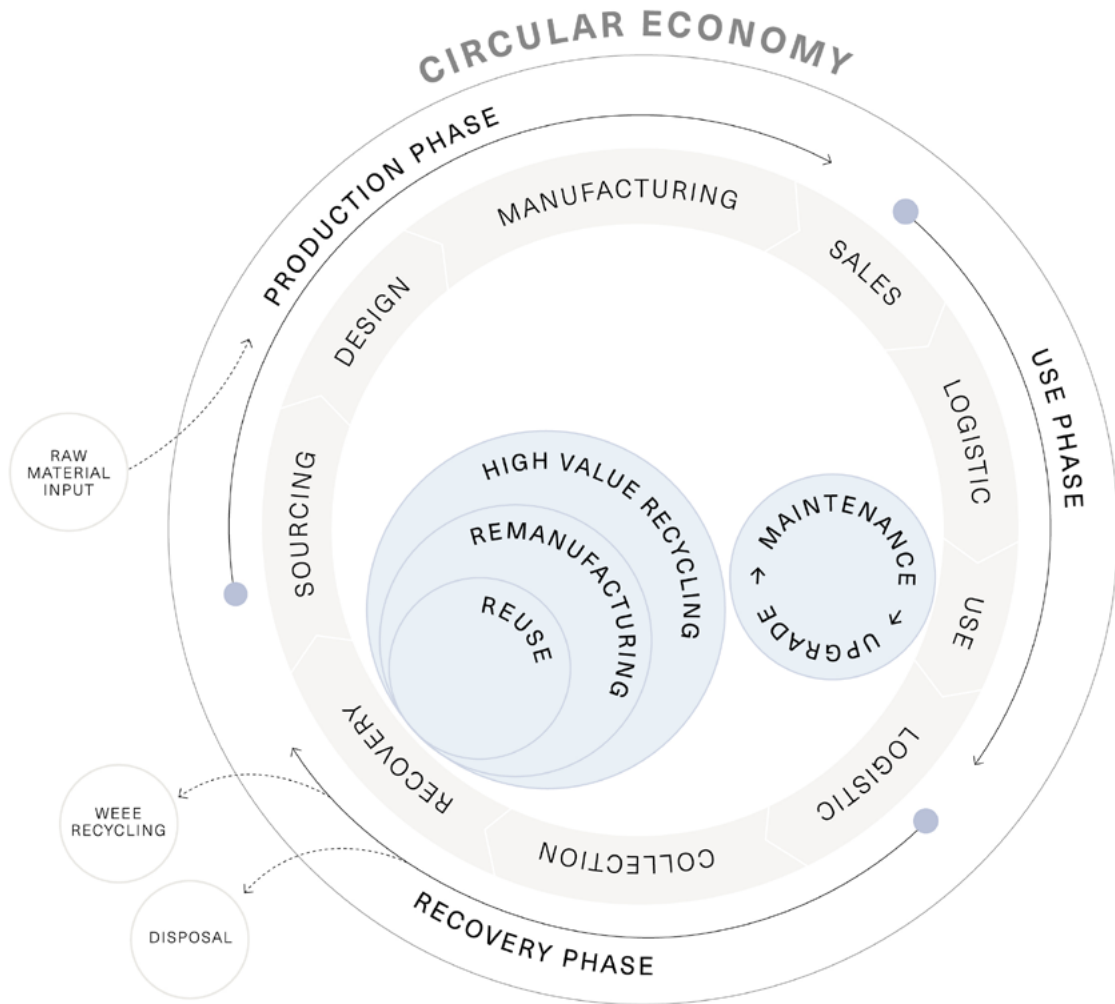 CIRCULAR ECONOMY
PRODUCTION PHASE
MANUFACTURING
SALES
DESIGN
USE PHASE
LOGISTIC
RAW
MATERIAL
INPUT
SOURCING
HIGH VALUE RECYCLING
REMANUFACTURING
REUSE
MAINTENANCE
UPGRADE
USE
LOGISTIC
RECOVERY
COLLECTION
WEEE
RECYCLING
DISPOSAL
RECOVERY PHASE